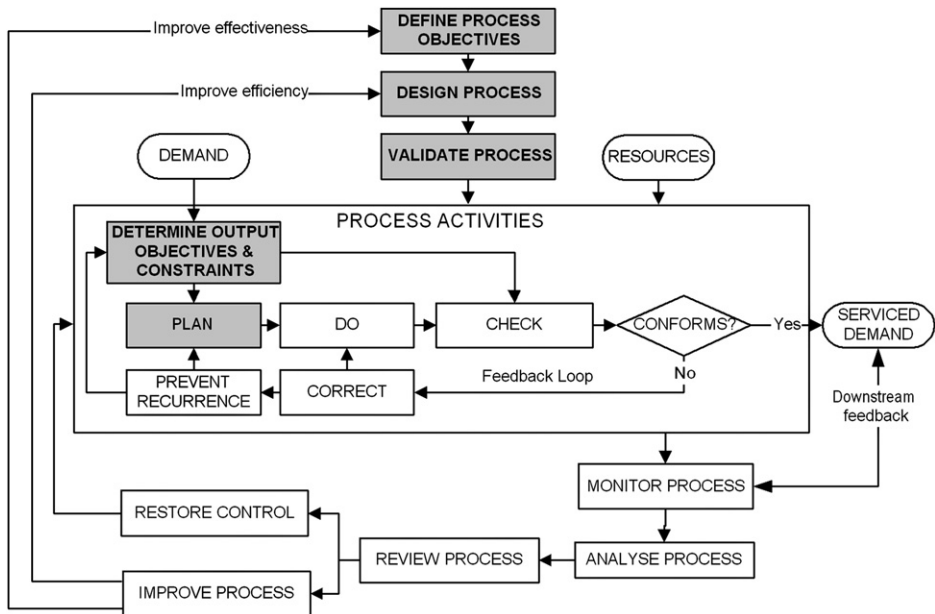 Improve effectiveness
DEFINE PROCESS
OBJECTIVES
Improve efficiency
DESIGN PROCESS
DEMAND
VALIDATE PROCESS
RESOURCES
PROCESS ACTIVITIES
DETERMINE OUTPUT
OBJECTIVES &
CONSTRAINTS
PLAN
DO
CHECK
CONFORMS?
Yes
SERVICED
DEMAND
No
Feedback Loop
PREVENT
RECURRENCE
CORRECT
Downstream
feedback
MONITOR PROCESS
RESTORE CONTROL
REVIEW PROCESS
ANALYSE PROCESS
IMPROVE PROCESS